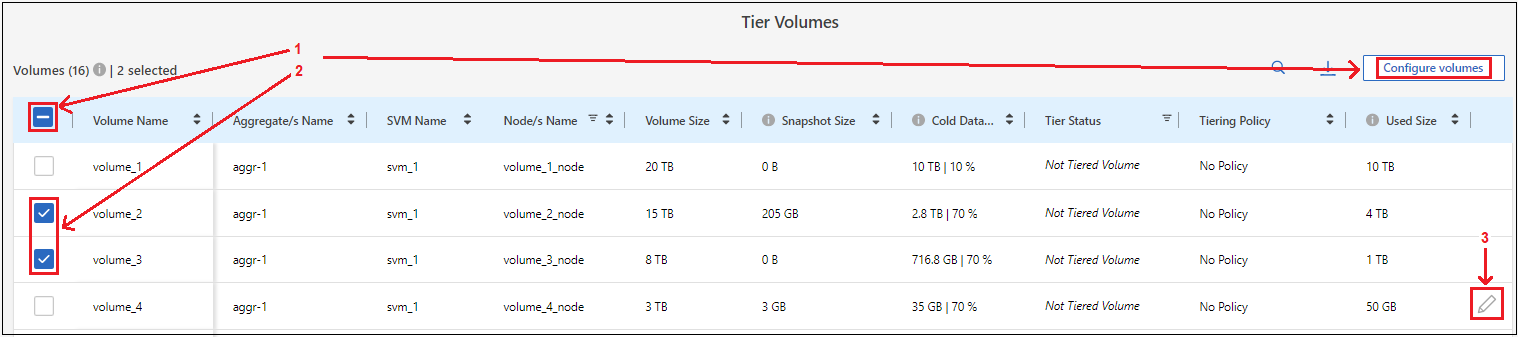 Tier Volumes
1
Volumes (16) | 2 selected
2
Configure volumes
Volume Name Aggregate/s Name SVM Name Node/s Name Volume Size Snapshot Size Cold Data... Tier Status Tiering Policy Used Size
volume_1 aggr-1 svm_1 volume_1_node 20 TB 0 B 10 TB | 10 % Not Tiered Volume No Policy 10 TB
volume_2 aggr-1 svm_1 volume_2_node 15 TB 205 GB 2.8 TB | 70 % Not Tiered Volume No Policy 4 TB
3
volume_3 aggr-1 svm_1 volume_3_node 8 TB 0 B 716.8 GB | 70 % Not Tiered Volume No Policy 1 TB
volume_4 aggr-1 svm_1 volume_4_node 3 TB 3 GB 35 GB | 70 % Not Tiered Volume No Policy 50 GB